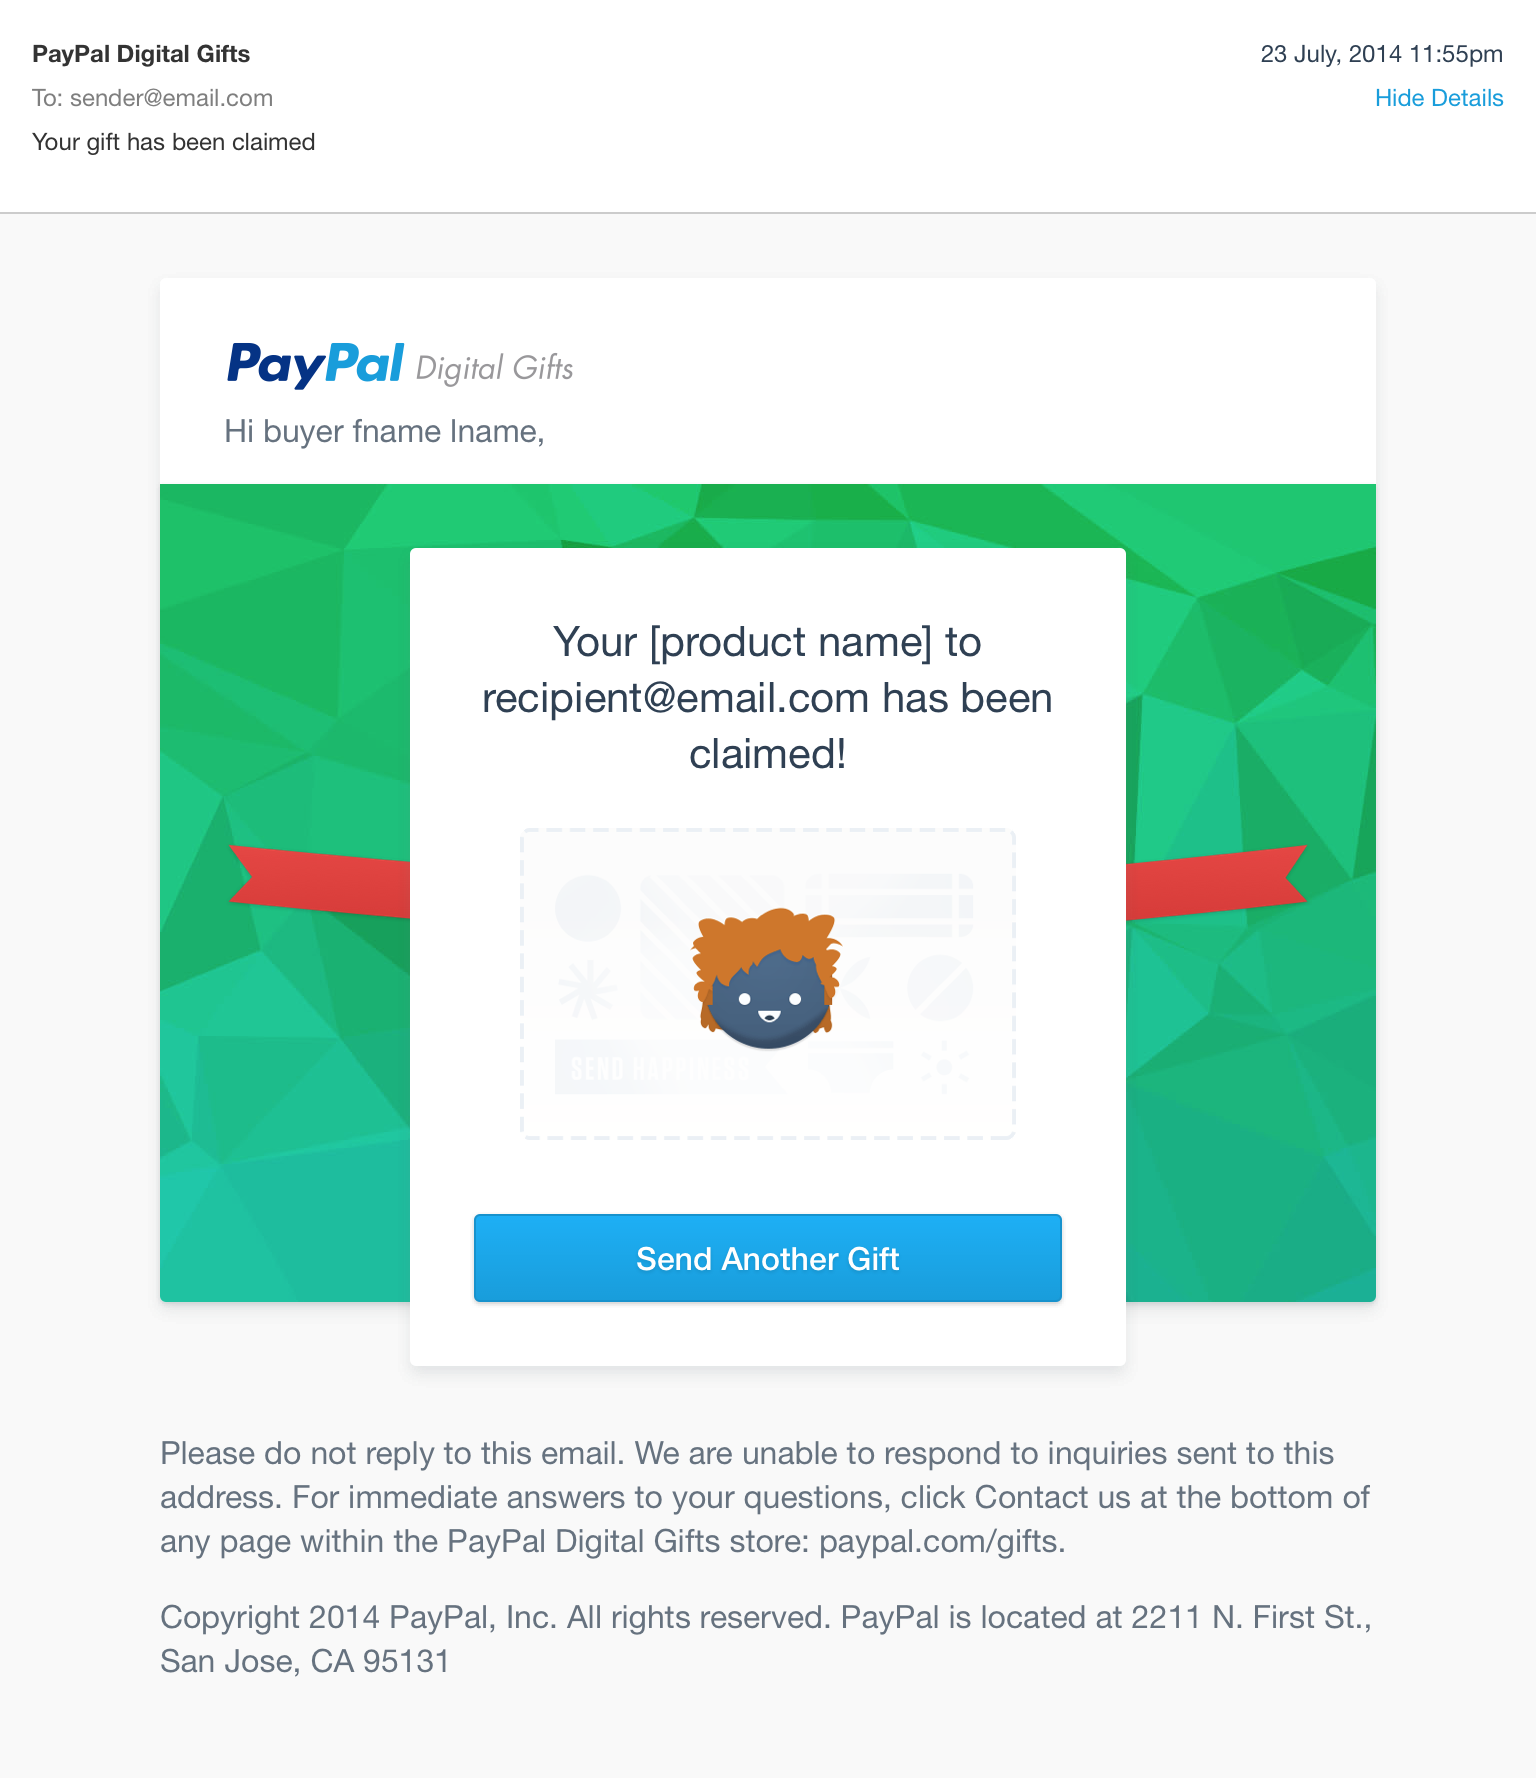 PayPal Digital Gifts
23 July, 2014 11:55pm
To: sender@email.com
Hide Details
Your gift has been claimed
PayPal Digital Gifts
Hi buyer fname lname,
Your [product name] to
recipient@email.com has been
claimed!
SEND HAPPINESS
Send Another Gift
Please do not reply to this email. We are unable to respond to inquiries sent to this
address. For immediate answers to your questions, click Contact us at the bottom of
any page within the PayPal Digital Gifts store: paypal.com/gifts.
Copyright 2014 PayPal, Inc. All rights reserved. PayPal is located at 2211 N. First St.,
San Jose, CA 95131